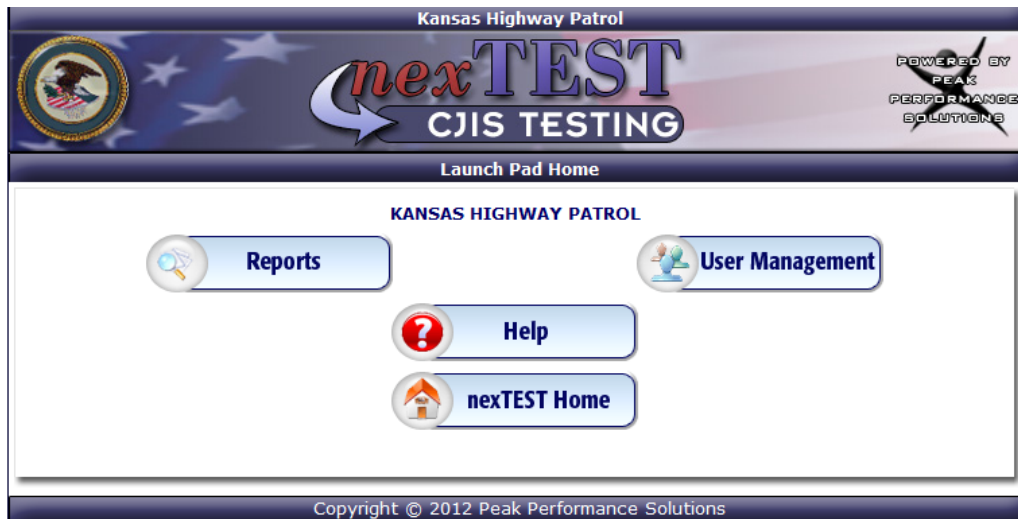 Kansas Highway Patrol
nexTEST
CJIS TESTING
POWERED BY
PEAK
PERFORMANCE
SOLUTIONS
Launch Pad Home
KANSAS HIGHWAY PATROL
Reports
User Management
Help
nexTEST Home
Copyright © 2012 Peak Performance Solutions